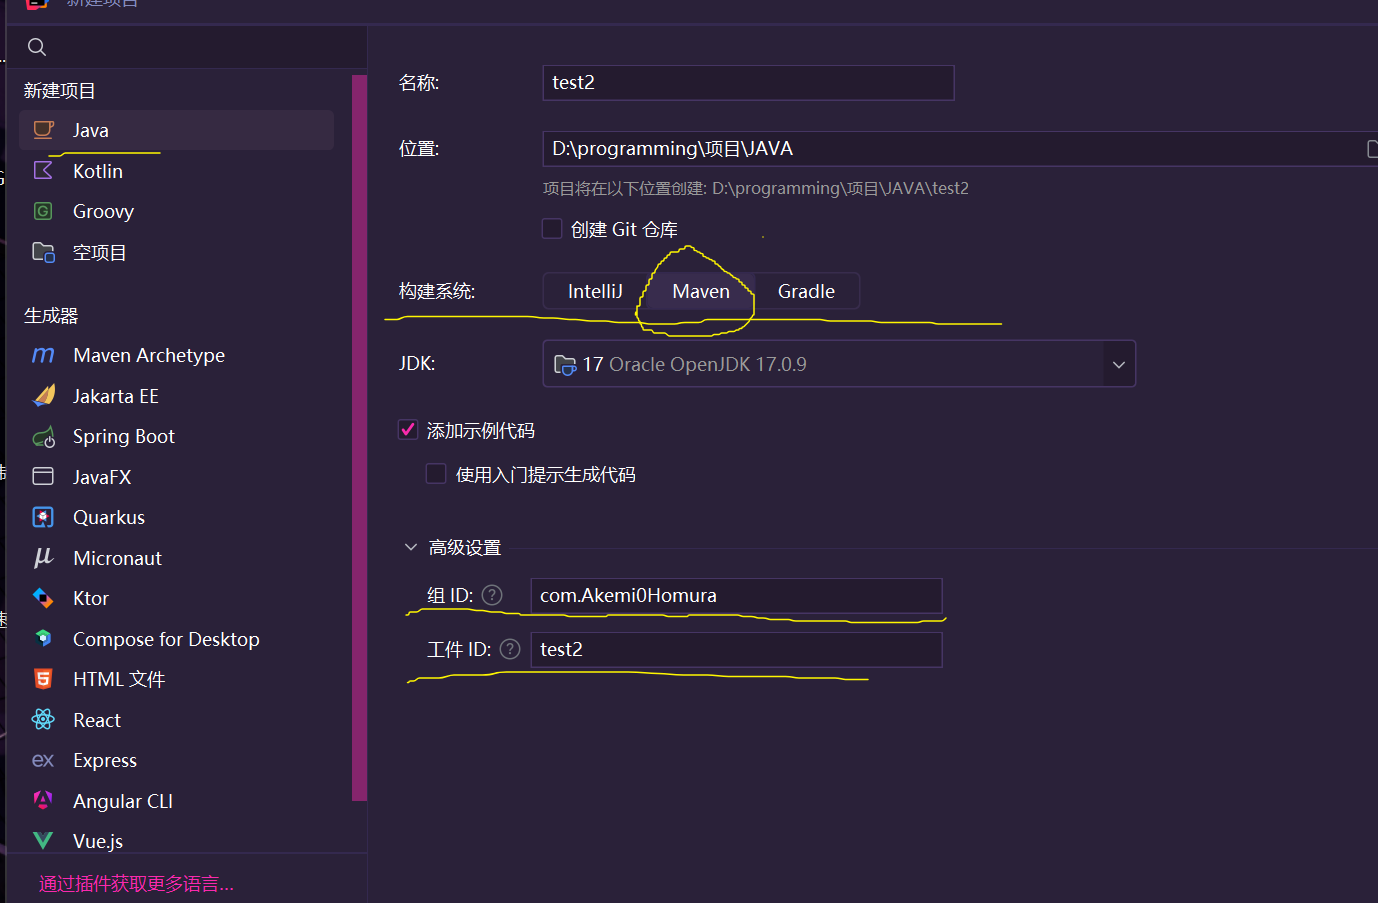 新建项目
新建项目
Java
Kotlin
Groovy
空项目
生成器
Maven Archetype
Jakarta EE
Spring Boot
JavaFX
Quarkus
Micronaut
Ktor
Compose for Desktop
HTML 文件
React
Express
Angular CLI
Vue.js
通过插件获取更多语言...
名称: test2
位置: D:\programming\项目\JAVA
项目将在以下位置创建: D:\programming\项目\JAVA\test2
创建 Git 仓库
构建系统: IntelliJ Maven Gradle
JDK: 17 Oracle OpenJDK 17.0.9
添加示例代码
使用入门提示生成代码
高级设置
组 ID: com.Akemi0Homura
工件 ID: test2